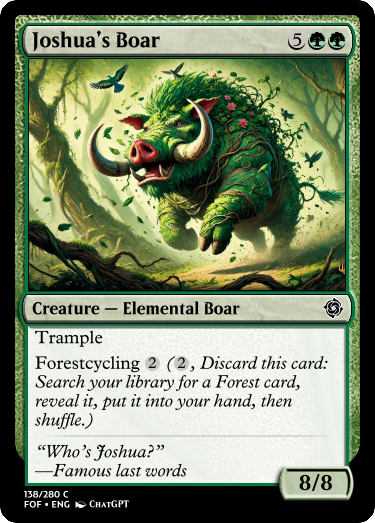 Joshua's Boar 5
Creature — Elemental Boar
Trample
Forestcycling 2 (2, Discard this card:
Search your library for a Forest card,
reveal it, put it into your hand, then
shuffle.)
“Who's Joshua?”
—Famous last words
8/8
138/280 C
FOF • ENG ChatGPT